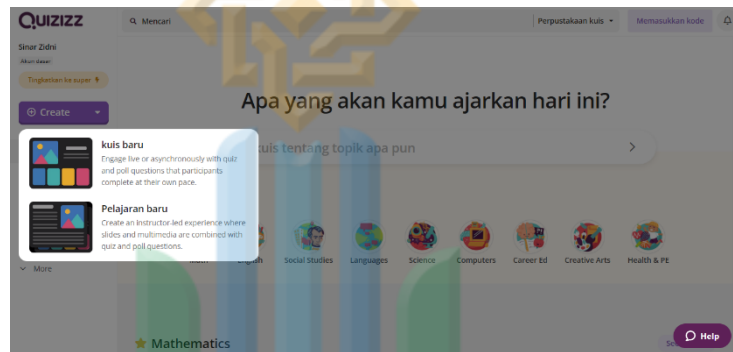 QUIZIZZ
Mencari
Perpustakaan kuis
Memasukkan kode
Sinar Zidni
Akun dasar
Tingkatkan ke super
Create
Apa yang akan kamu ajarkan hari ini?
kuis baru
Engage live or asynchronously with quiz
and poll questions that participants
complete at their own pace.
kuis tentang topik apa pun
Pelajaran baru
Create an instructor-led experience where
slides and multimedia are combined with
quiz and poll questions.
Math
English
Social Studies
Languages
Science
Computers
Career Ed
Creative Arts
Health & PE
More
Mathematics
Help